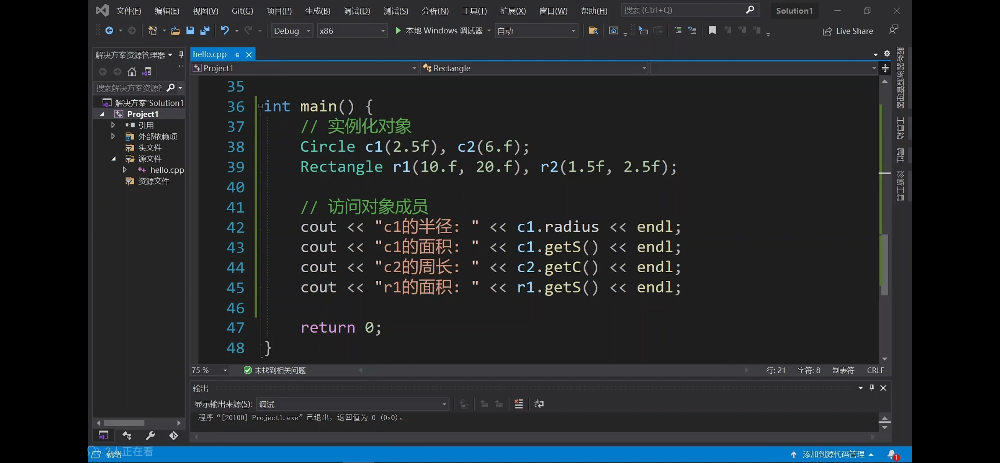 文件(F) 编辑(E) 视图(V) Git(G) 项目(P) 生成(B) 调试(D) 测试(S) 分析(N) 工具(T) 扩展(X) 窗口(W) 帮助(H) 搜索 (Ctrl+Q) Solution1
Debug x86 本地 Windows 调试器 自动 Live Share
解决方案资源管理器
搜索解决方案资源管
解决方案"Solution1
Project1
引用
外部依赖项
头文件
源文件
hello.cpp
资源文件
hello.cpp
Project1 Rectangle
35
36 int main() {
37 // 实例化对象
38 Circle c1(2.5f), c2(6.f);
39 Rectangle r1(10.f, 20.f), r2(1.5f, 2.5f);
40
41 // 访问对象成员
42 cout << "c1的半径: " << c1.radius << endl;
43 cout << "c1的面积: " << c1.getS() << endl;
44 cout << "c2的周长: " << c2.getC() << endl;
45 cout << "r1的面积: " << r1.getS() << endl;
46
47 return 0;
48 }
75 % 未找到相关问题 行: 21 字符: 8 制表符 CRLF
输出
显示输出来源(S): 调试
程序“[20100] Project1.exe”已退出，返回值为 0 (0x0)。
服务器资源管理器
工具箱
属性
诊断工具
2人正在看
就绪 添加到源代码管理 1